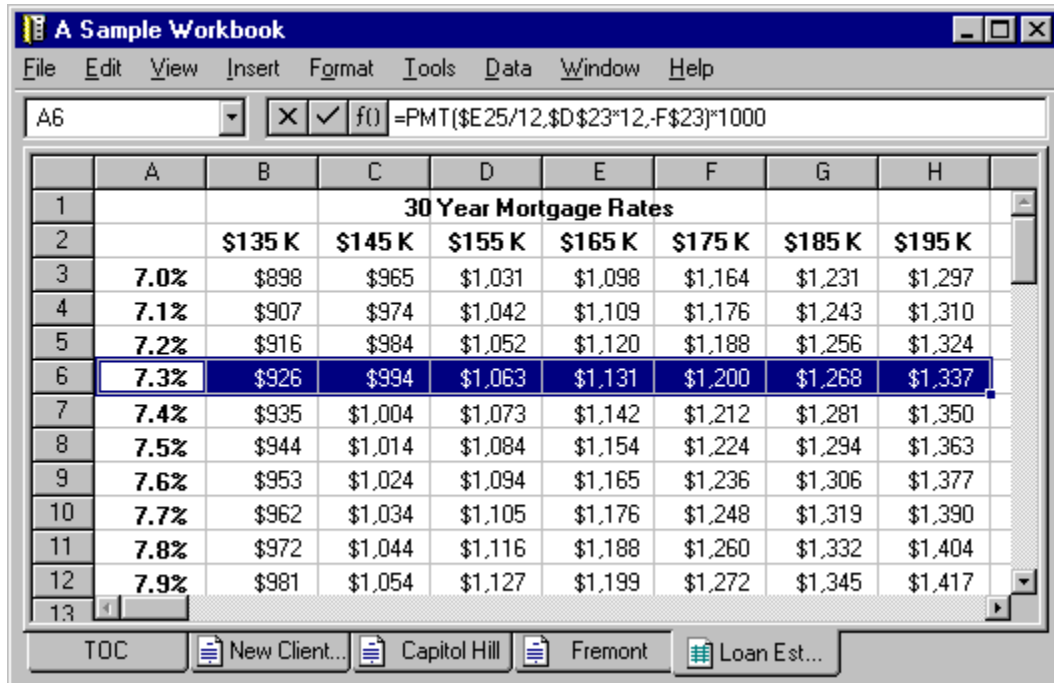 A Sample Workbook
File Edit View Insert Format Tools Data Window Help
A6 f() =PMT($E25/12,$D$23*12,-F$23)*1000
A B C D E F G H
1 30 Year Mortgage Rates
2 $135 K $145 K $155 K $165 K $175 K $185 K $195 K
3 7.0% $898 $965 $1,031 $1,098 $1,164 $1,231 $1,297
4 7.1% $907 $974 $1,042 $1,109 $1,176 $1,243 $1,310
5 7.2% $916 $984 $1,052 $1,120 $1,188 $1,256 $1,324
6 7.3% $926 $994 $1,063 $1,131 $1,200 $1,268 $1,337
7 7.4% $935 $1,004 $1,073 $1,142 $1,212 $1,281 $1,350
8 7.5% $944 $1,014 $1,084 $1,154 $1,224 $1,294 $1,363
9 7.6% $953 $1,024 $1,094 $1,165 $1,236 $1,306 $1,377
10 7.7% $962 $1,034 $1,105 $1,176 $1,248 $1,319 $1,390
11 7.8% $972 $1,044 $1,116 $1,188 $1,260 $1,332 $1,404
12 7.9% $981 $1,054 $1,127 $1,199 $1,272 $1,345 $1,417
13
TOC New Client... Capitol Hill Fremont Loan Est...